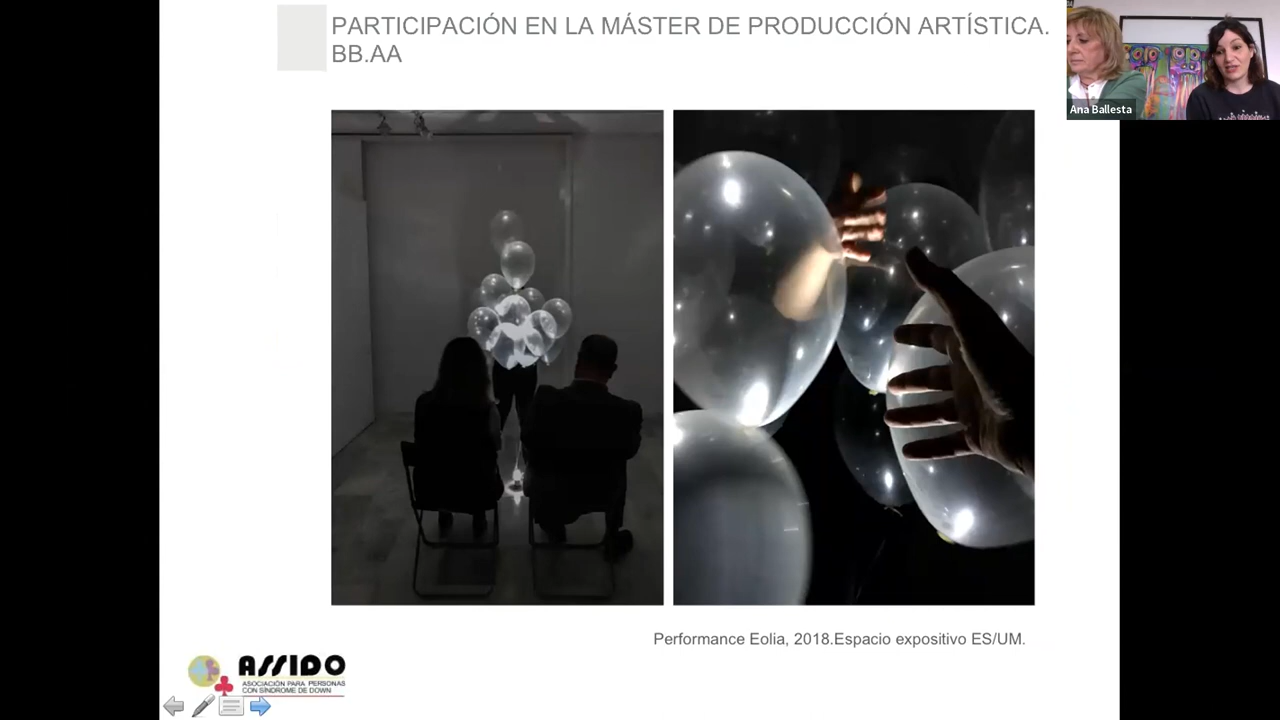 PARTICIPACIÓN EN LA MÁSTER DE PRODUCCIÓN ARTÍSTICA.
BB.AA
Ana Ballesta
Performance Eolia, 2018.Espacio expositivo ES/UM.
ASSIDO
ASOCIACIÓN PARA PERSONAS
CON SÍNDROME DE DOWN